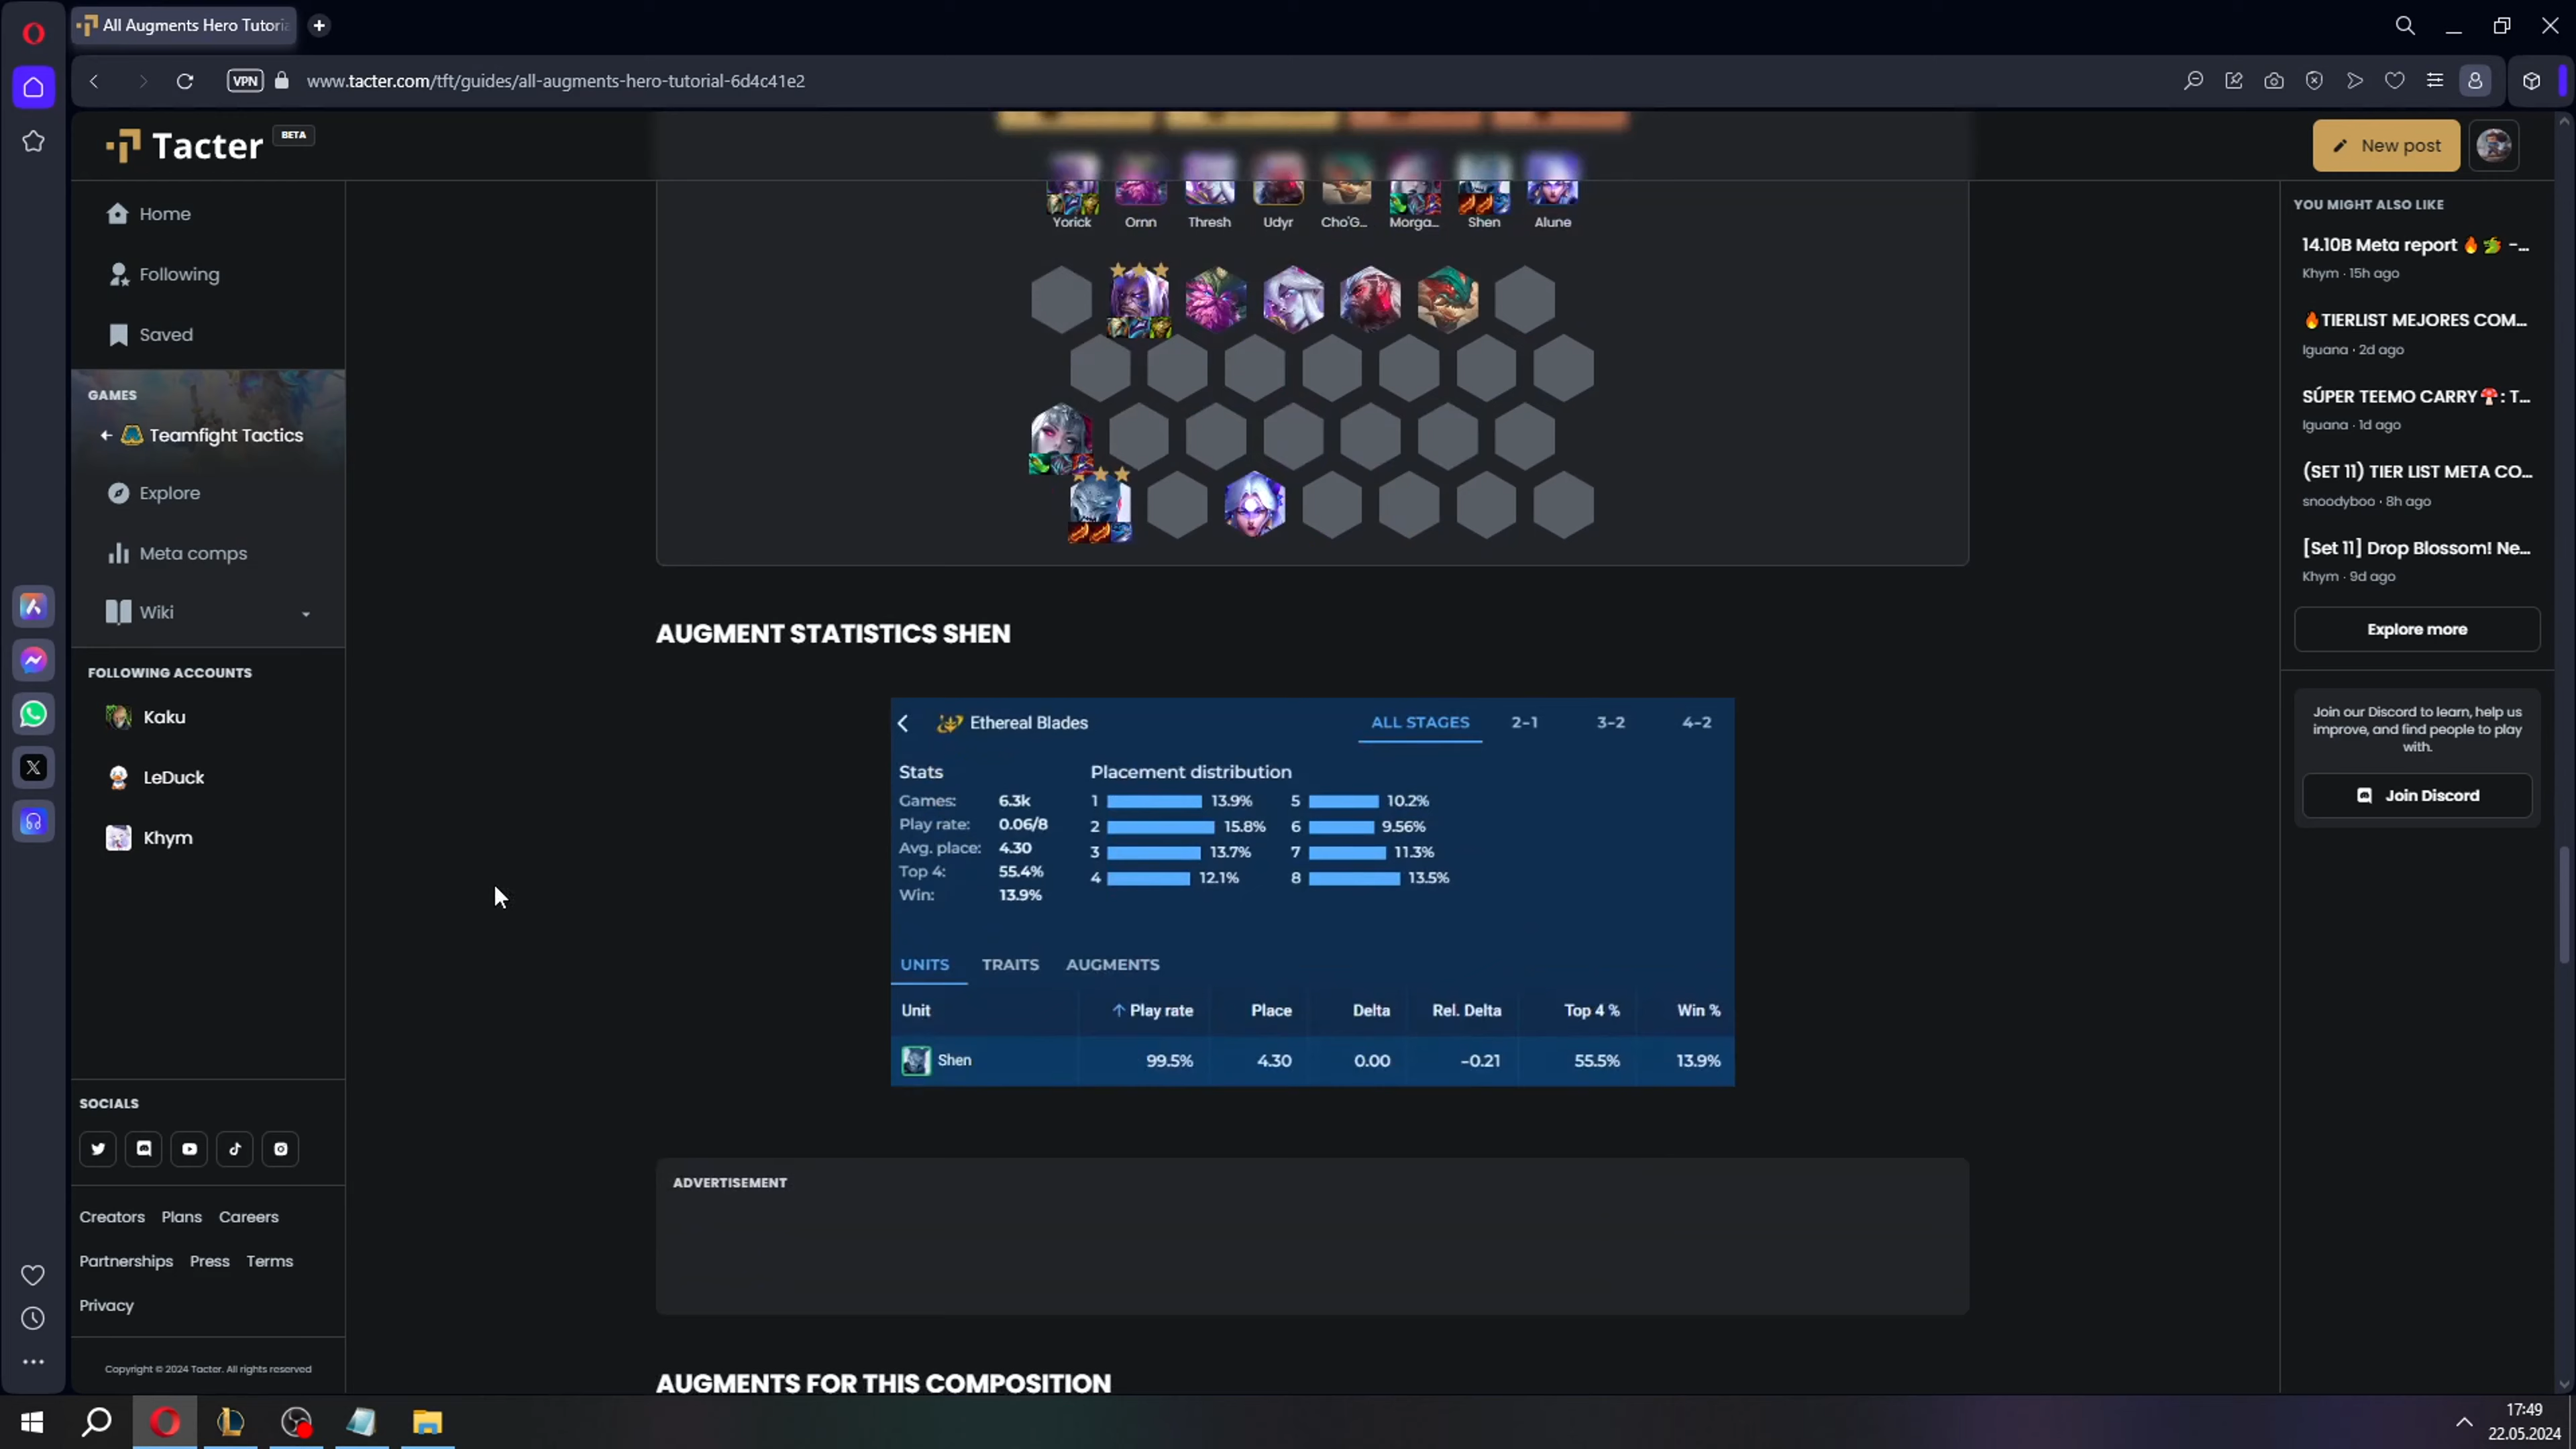 All Augments Hero Tutoria
VPN
www.tacter.com/tft/guides/all-augments-hero-tutorial-6d4c41e2
Tacter
BETA
New post
Home
Following
Saved
GAMES
Teamfight Tactics
Explore
Meta comps
Wiki
FOLLOWING ACCOUNTS
Kaku
LeDuck
Khym
SOCIALS
Creators Plans Careers
Partnerships Press Terms
Privacy
Copyright © 2024 Tacter. All rights reserved
Yorick Ornn Thresh Udyr Cho'G... Morga... Shen Alune
AUGMENT STATISTICS SHEN
Ethereal Blades
ALL STAGES 2-1 3-2 4-2
Stats
Games: 6.3k
Play rate: 0.06/8
Avg. place: 4.30
Top 4: 55.4%
Win: 13.9%
Placement distribution
1 13.9% 5 10.2%
2 15.8% 6 9.56%
3 13.7% 7 11.3%
4 12.1% 8 13.5%
UNITS TRAITS AUGMENTS
Unit ↑ Play rate Place Delta Rel. Delta Top 4 % Win %
Shen 99.5% 4.30 0.00 -0.21 55.5% 13.9%
ADVERTISEMENT
AUGMENTS FOR THIS COMPOSITION
YOU MIGHT ALSO LIKE
14.10B Meta report 🔥🐲 -...
Khym · 15h ago
🔥TIERLIST MEJORES COM...
Iguana · 2d ago
SÚPER TEEMO CARRY🍄: T...
Iguana · 1d ago
(SET 11) TIER LIST META CO...
snoodyboo · 8h ago
[Set 11] Drop Blossom! Ne...
Khym · 9d ago
Explore more
Join our Discord to learn, help us
improve, and find people to play
with.
Join Discord
17:49
22.05.2024